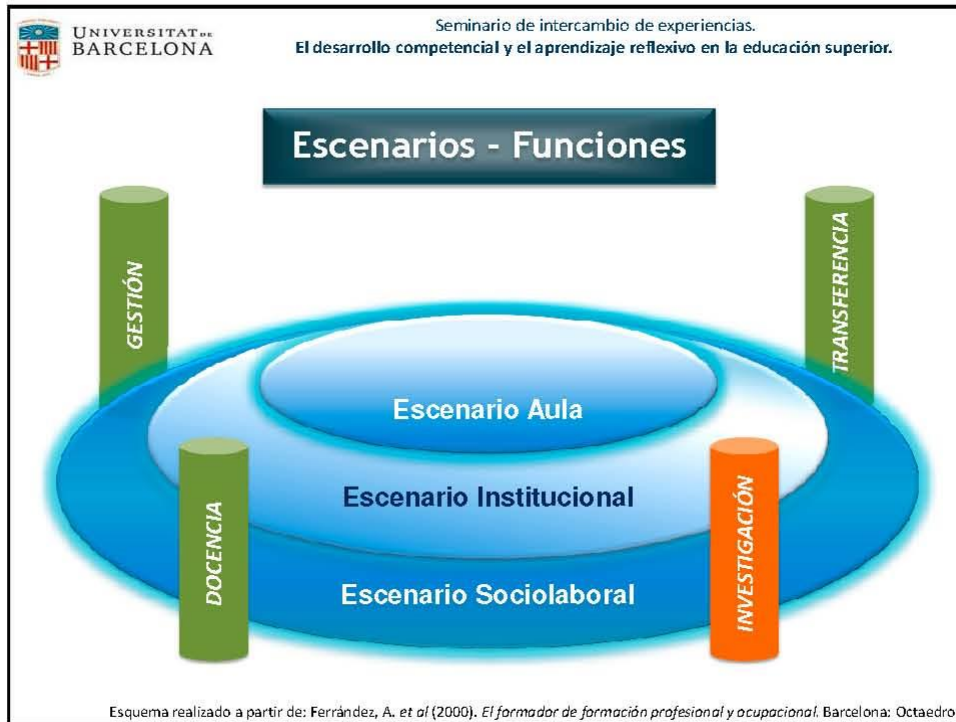 UNIVERSITAT DE
BARCELONA
Seminario de intercambio de experiencias.
El desarrollo competencial y el aprendizaje reflexivo en la educación superior.
Escenarios - Funciones
GESTIÓN
TRANSFERENCIA
Escenario Aula
Escenario Institucional
DOCENCIA
INVESTIGACIÓN
Escenario Sociolaboral
Esquema realizado a partir de: Ferrández, A. et al (2000). El formador de formación profesional y ocupacional. Barcelona: Octaedro